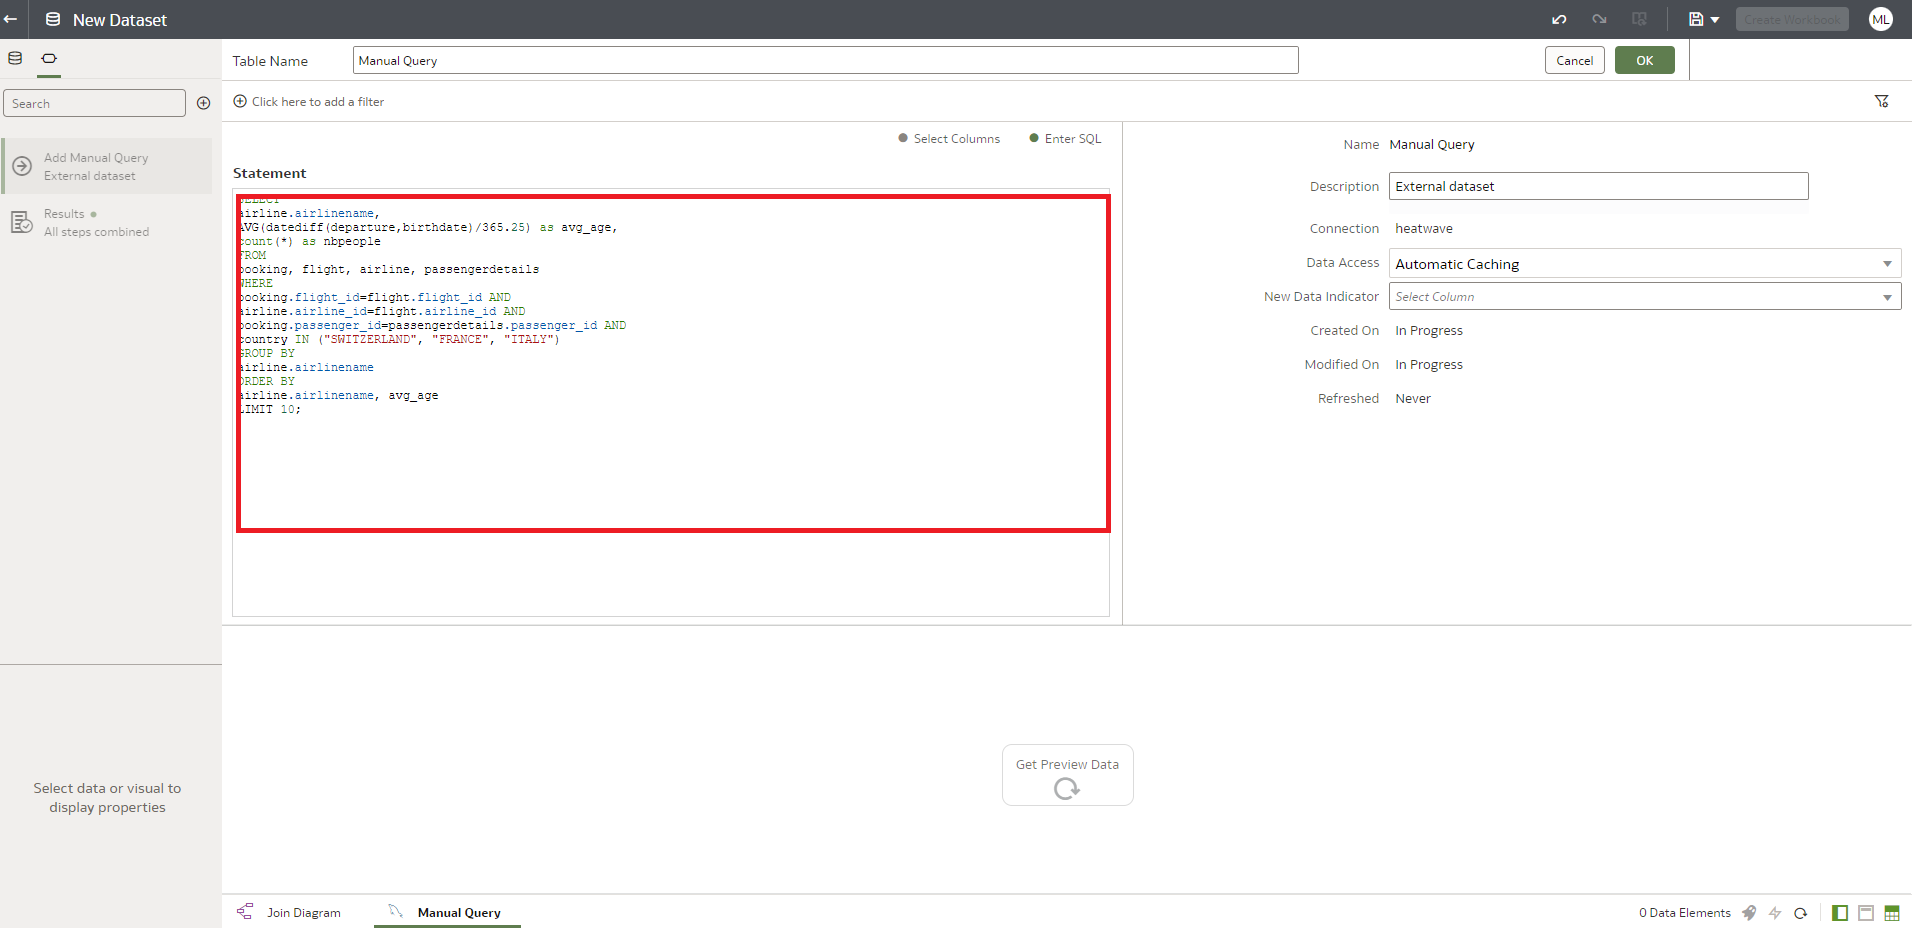 New Dataset
Create Workbook
ML
Table Name
Manual Query
Cancel
OK
Search
Click here to add a filter
Add Manual Query
External dataset
Results
All steps combined
Select Columns
Enter SQL
Statement
SELECT
airline.airlinename,
AVG(datediff(departure,birthdate)/365.25) as avg_age,
count(*) as nbpeople
FROM
booking, flight, airline, passengerdetails
WHERE
booking.flight_id=flight.flight_id AND
airline.airline_id=flight.airline_id AND
booking.passenger_id=passengerdetails.passenger_id AND
country IN ("SWITZERLAND", "FRANCE", "ITALY")
GROUP BY
airline.airlinename
ORDER BY
airline.airlinename, avg_age
LIMIT 10;
Name Manual Query
Description External dataset
Connection heatwave
Data Access Automatic Caching
New Data Indicator Select Column
Created On In Progress
Modified On In Progress
Refreshed Never
Select data or visual to
display properties
Get Preview Data
Join Diagram
Manual Query
0 Data Elements